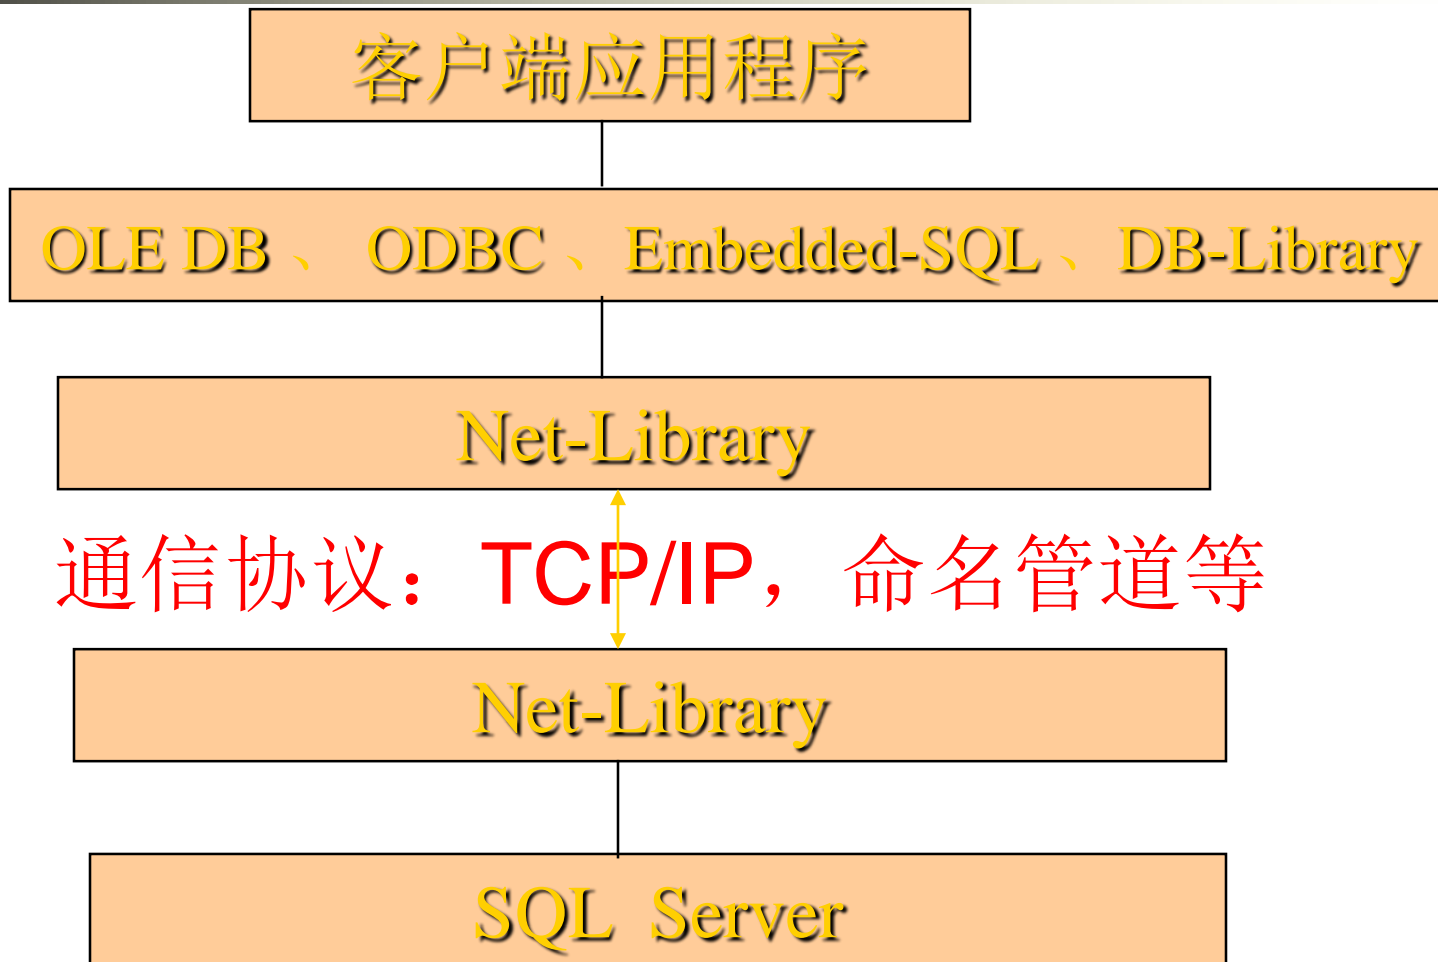 客户端应用程序
OLE DB 、 ODBC 、Embedded-SQL 、DB-Library
Net-Library
通信协议：TCP/IP，命名管道等
Net-Library
SQL Server